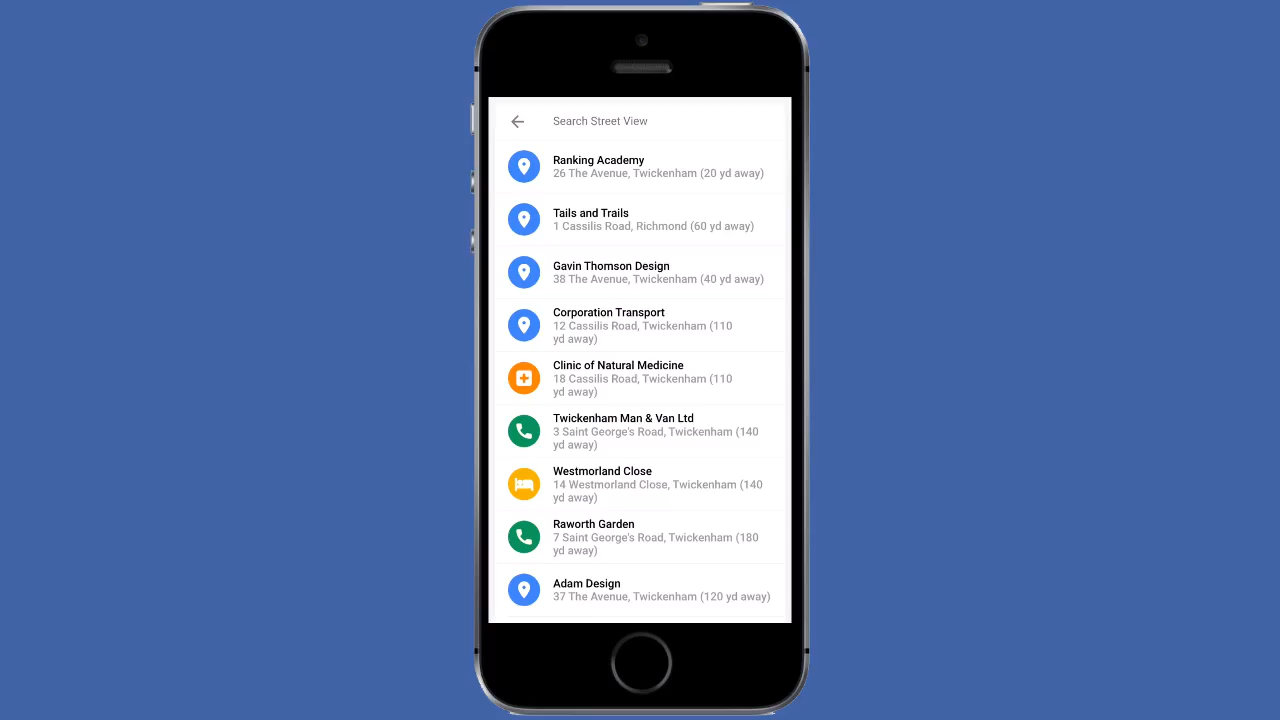 Search Street View
Ranking Academy
26 The Avenue, Twickenham (20 yd away)
Tails and Trails
1 Cassilis Road, Richmond (60 yd away)
Gavin Thomson Design
38 The Avenue, Twickenham (40 yd away)
Corporation Transport
12 Cassilis Road, Twickenham (110
yd away)
Clinic of Natural Medicine
18 Cassilis Road, Twickenham (110
yd away)
Twickenham Man & Van Ltd
3 Saint George's Road, Twickenham (140
yd away)
Westmorland Close
14 Westmorland Close, Twickenham (140
yd away)
Raworth Garden
7 Saint George's Road, Twickenham (180
yd away)
Adam Design
37 The Avenue, Twickenham (120 yd away)